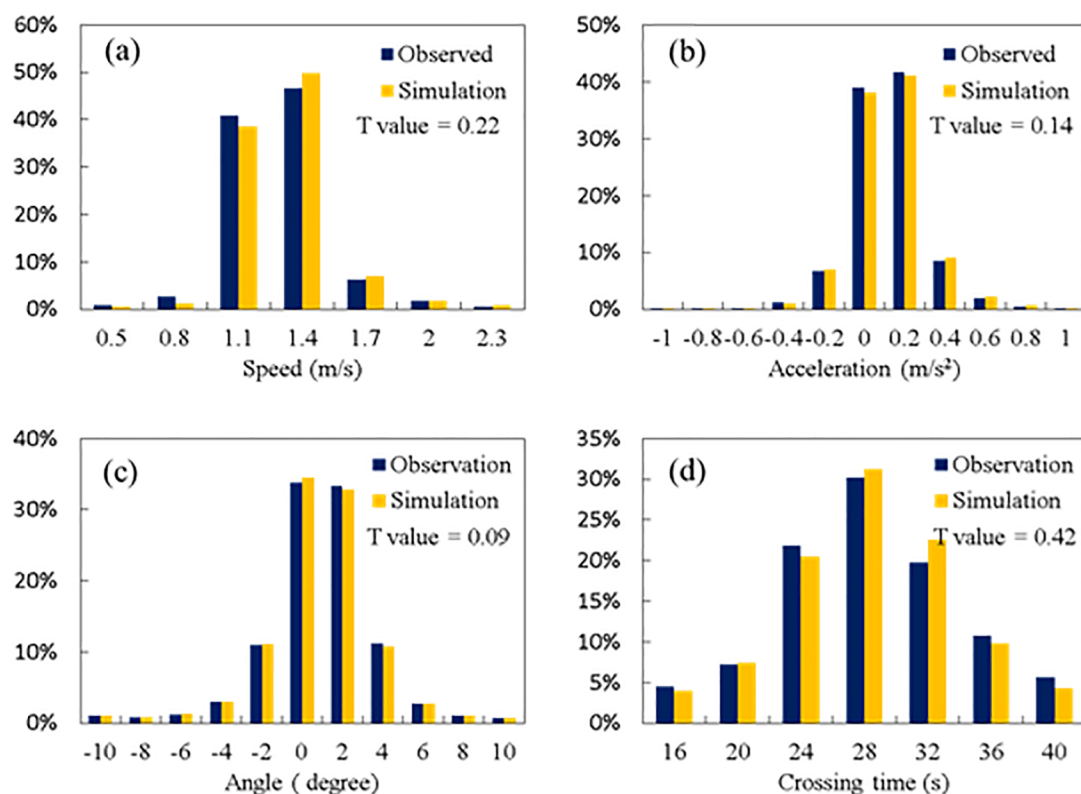 (a)
60%
50%
40%
30%
20%
10%
0%
Observed
Simulation
T value = 0.22
0.5 0.8 1.1 1.4 1.7 2 2.3
Speed (m/s)
(b)
50%
40%
30%
20%
10%
0%
Observed
Simulation
T value = 0.14
-1 -0.8 -0.6 -0.4 -0.2 0 0.2 0.4 0.6 0.8 1
Acceleration (m/s²)
(c)
40%
30%
20%
10%
0%
Observation
Simulation
T value = 0.09
-10 -8 -6 -4 -2 0 2 4 6 8 10
Angle ( degree)
(d)
35%
30%
25%
20%
15%
10%
5%
0%
Observation
Simulation
T value = 0.42
16 20 24 28 32 36 40
Crossing time (s)